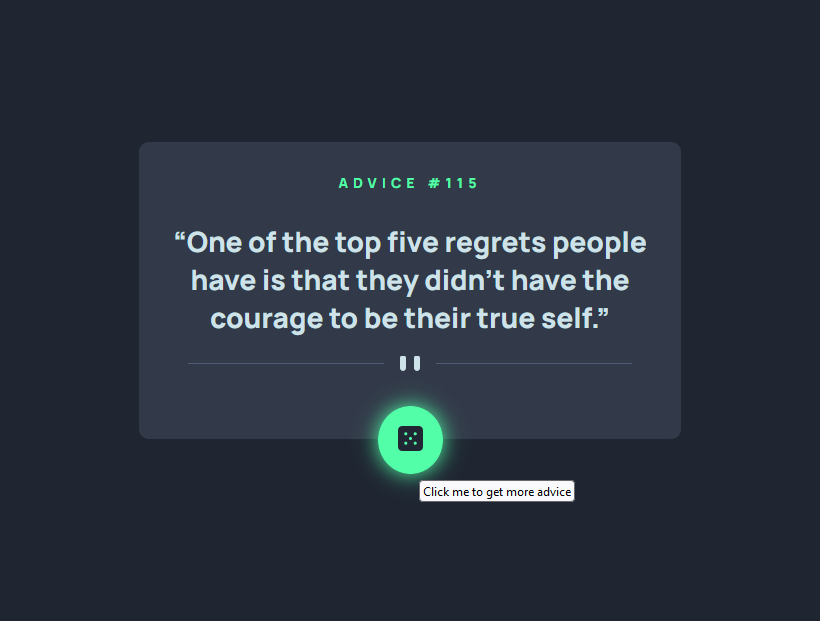 ADVICE #115
“One of the top five regrets people
have is that they didn’t have the
courage to be their true self.”
Click me to get more advice